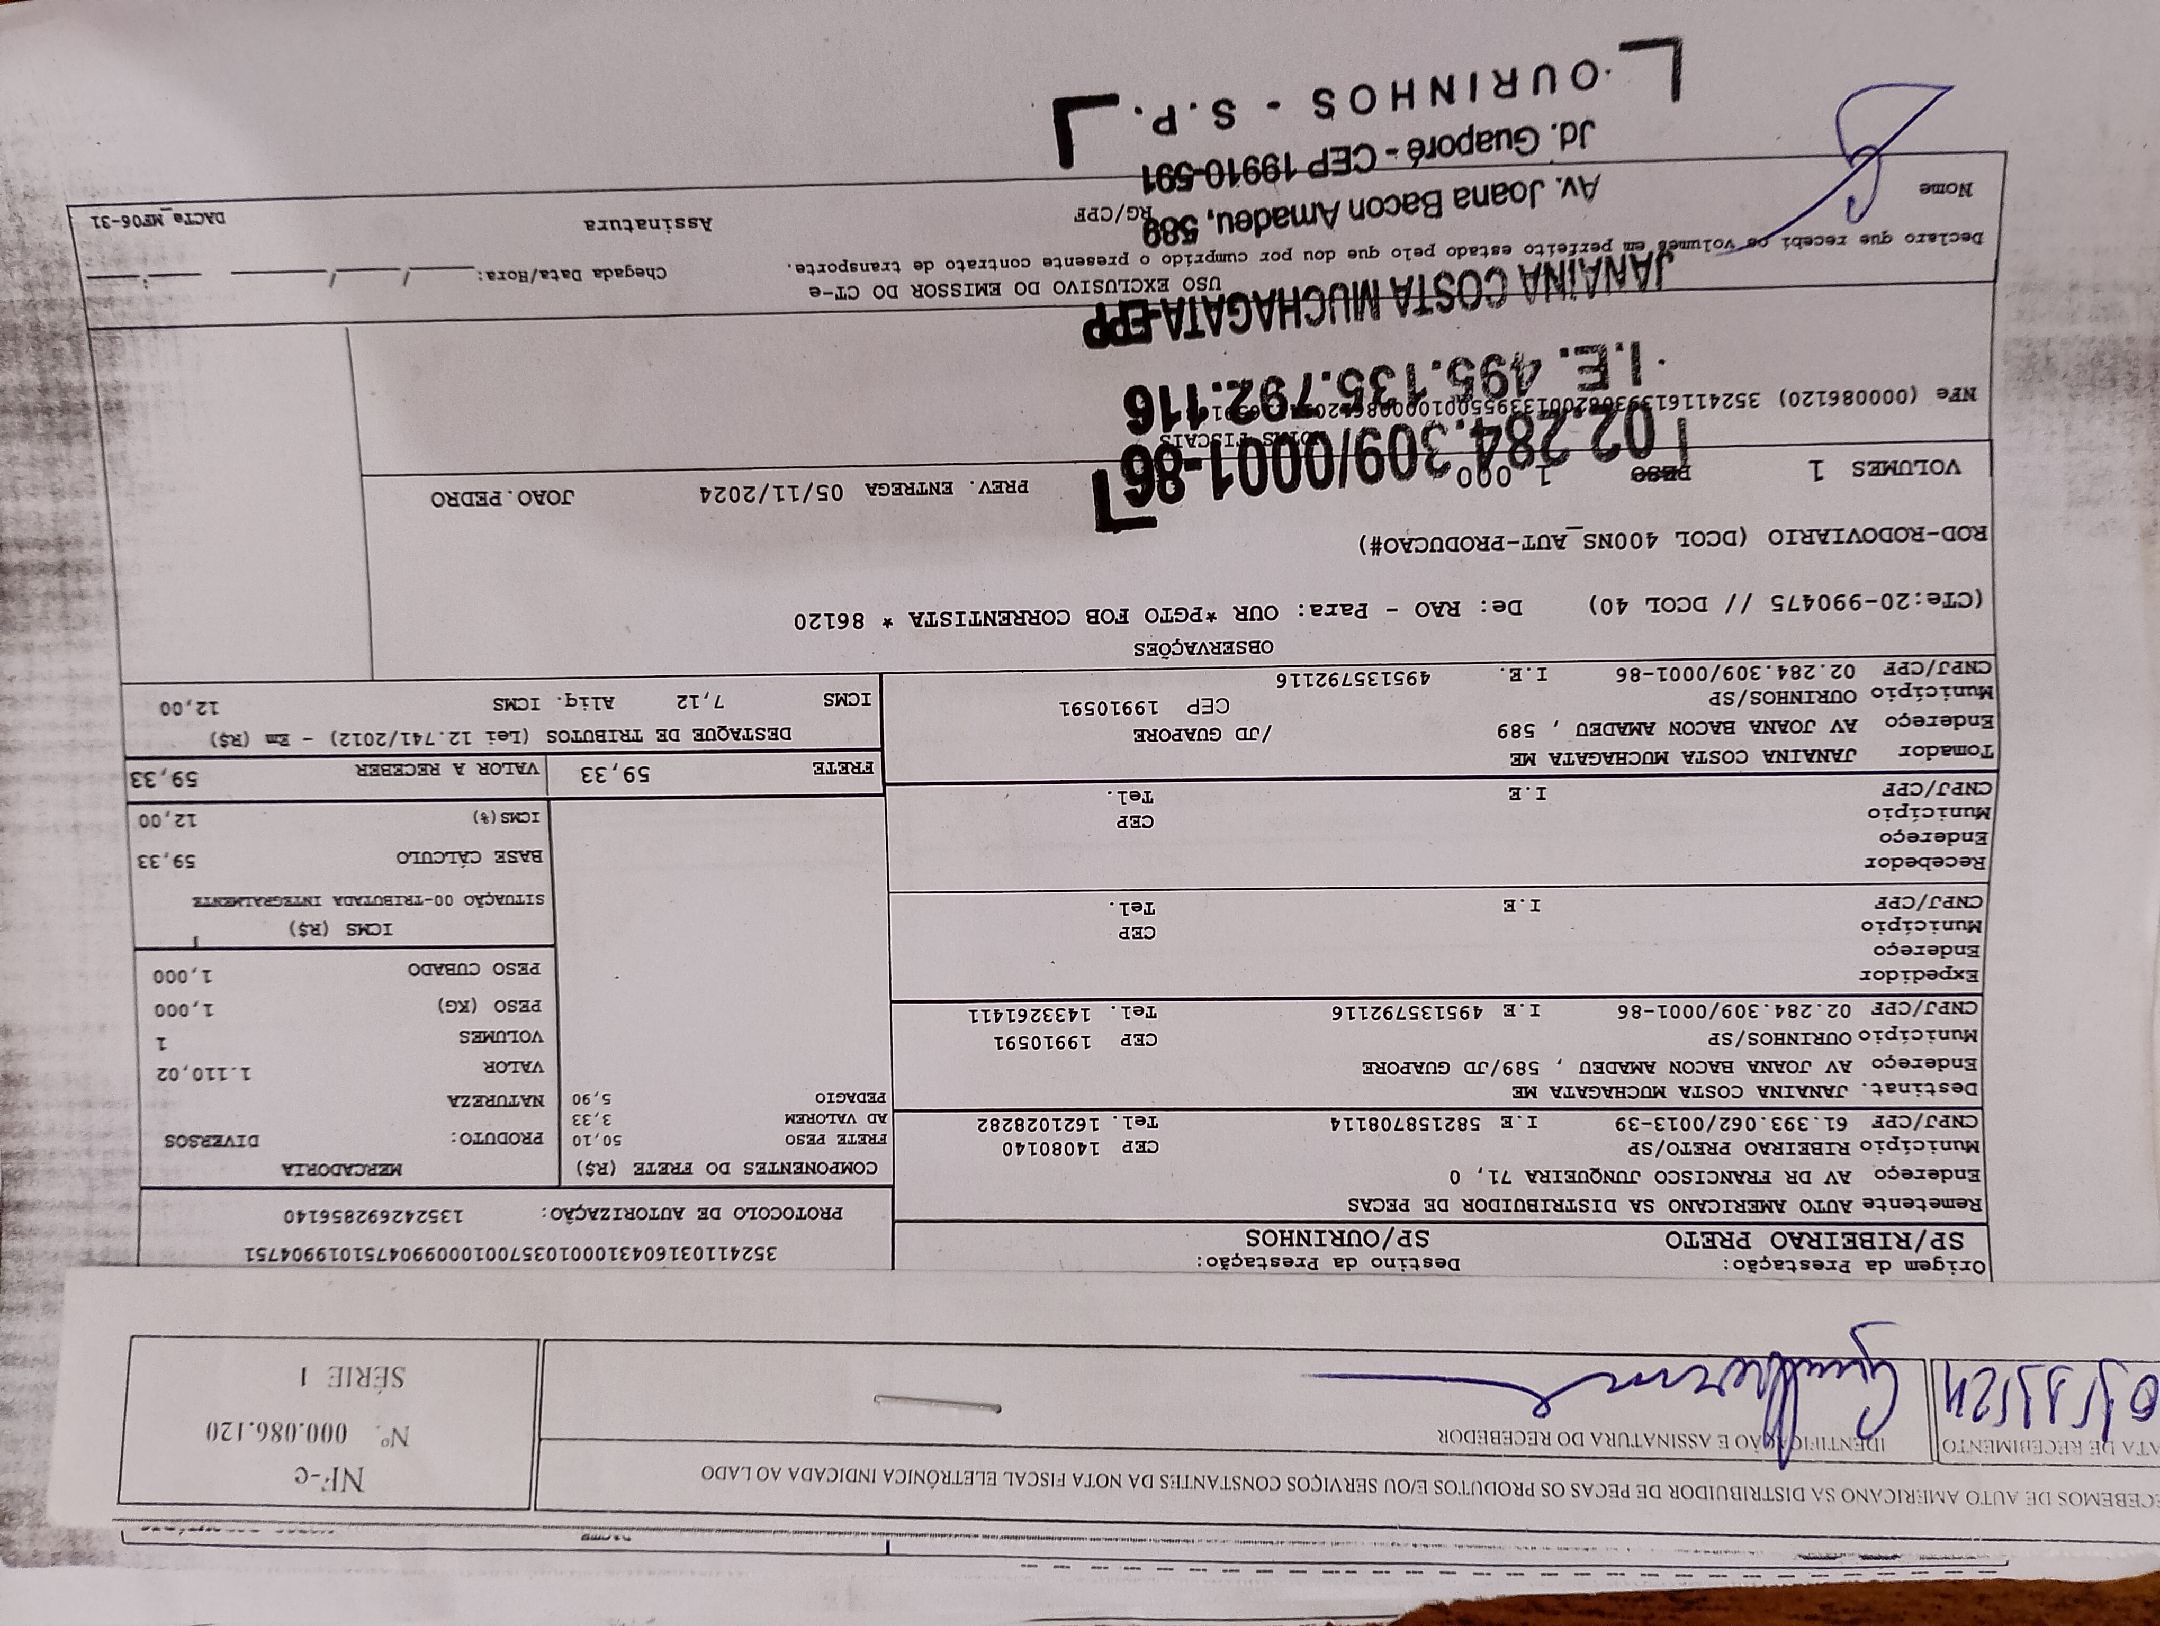 RECEBEMOS DE AUTO AMERICANO SA DISTRIBUIDOR DE PECAS OS PRODUTOS E/OU SERVIÇOS CONSTANTES DA NOTA FISCAL ELETRÔNICA INDICADA AO LADO
NF-e
Nº. 000.086.120
SÉRIE 1
DATA DE RECEBIMENTO
IDENTIFICAÇÃO E ASSINATURA DO RECEBEDOR
Guilherme
Origem da Prestação:
SP/RIBEIRAO PRETO
Destino da Prestação:
SP/OURINHOS
PROTOCOLO DE AUTORIZAÇÃO: 135242692856140
Remetente AUTO AMERICANO SA DISTRIBUIDOR DE PECAS
Endereço AV DR FRANCISCO JUNQUEIRA 71, 0
Município RIBEIRAO PRETO/SP CEP 14080140
CNPJ/CPF 61.393.062/0013-39 I.E 582158708114 Tel. 1621028282
Destinat. JANAINA COSTA MUCHAGATA ME
Endereço AV JOANA BACON AMADEU , 589/JD GUAPORE
Município OURINHOS/SP CEP 19910591
CNPJ/CPF 02.284.309/0001-86 I.E 495135792116 Tel. 1433261411
Expedidor
Endereço
Município CEP
CNPJ/CPF I.E Tel.
Recebedor
Endereço
Município CEP
CNPJ/CPF I.E Tel.
Tomador JANAINA COSTA MUCHAGATA ME
Endereço AV JOANA BACON AMADEU , 589 /JD GUAPORE
Município OURINHOS/SP CEP 19910591
CNPJ/CPF 02.284.309/0001-86 I.E. 495135792116
COMPONENTES DO FRETE (R$)
FRETE PESO 50,10
AD VALOREM 3,33
PEDAGIO 5,90
MERCADORIA
PRODUTO: DIVERSOS
NATUREZA
VALOR 1.110,02
VOLUMES 1
PESO (KG) 1,000
PESO CUBADO 1,000
ICMS (R$)
SITUAÇÃO 00-TRIBUTADA INTEGRALMENTE
BASE CÁLCULO 59,33
ICMS(%) 12,00
FRETE 59,33 VALOR A RECEBER 59,33
DESTAQUE DE TRIBUTOS (Lei 12.741/2012) - Em (R$)
ICMS 7,12 Aliq. ICMS 12,00
OBSERVAÇÕES
(CTe:20-990475 // DCOL 40) De: RAO - Para: OUR *PGTO FOB CORRENTISTA * 86120
ROD-RODOVIARIO (DCOL 400NS_AUT-PRODUCAO#)
VOLUMES 1 PESO 1,000 PREV. ENTREGA 05/11/2024 JOAO.PEDRO
FISCAIS
NFe (000086120)
02.284.309/0001-86
I.E. 495.135.792.116
JANAINA COSTA MUCHAGATA-EPP
Av. Joana Bacon Amadeu, 589
Jd. Guaporé - CEP 19910-591
OURINHOS - S.P.
USO EXCLUSIVO DO EMISSOR DO CT-e
Chegada Data/Hora: ____/____/____ ___:___
Declaro que recebi os volumes em perfeito estado pelo que dou por cumprido o presente contrato de transporte.
Nome RG/CPF Assinatura
DACTe_MF06-31